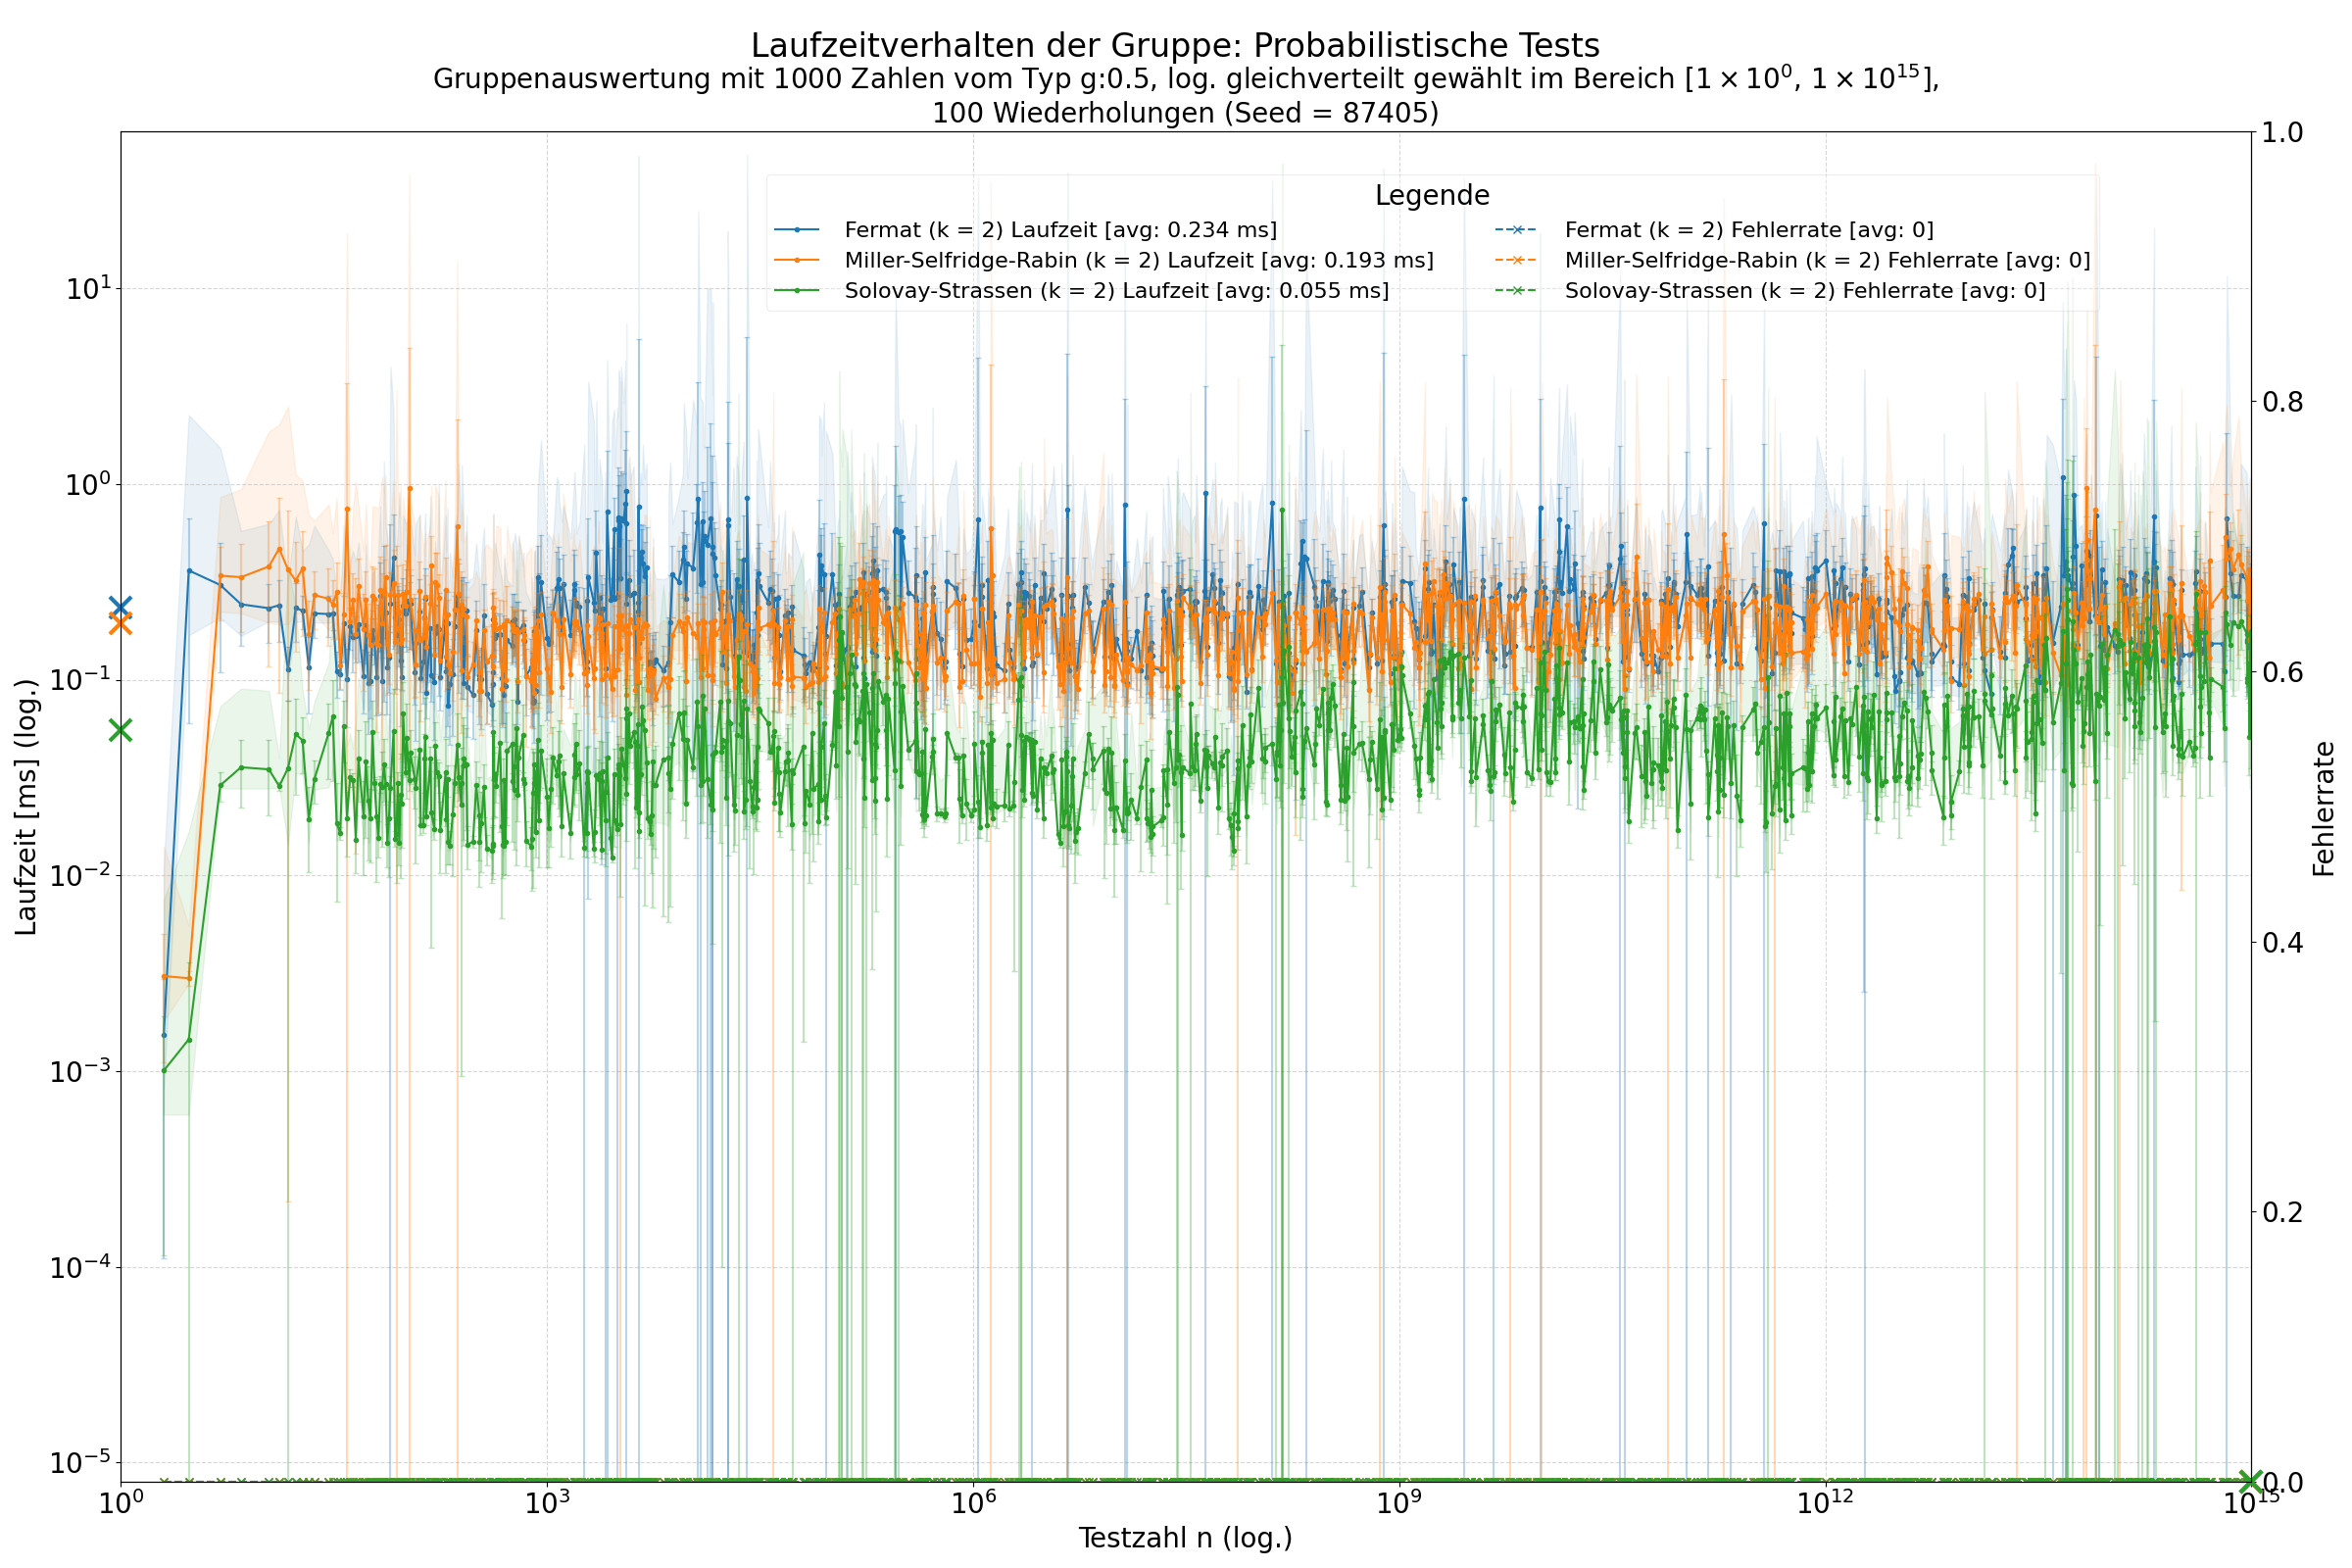 Laufzeitverhalten der Gruppe: Probabilistische Tests
Gruppenauswertung mit 1000 Zahlen vom Typ g:0.5, log. gleichverteilt gewählt im Bereich [1 × 10⁰, 1 × 10¹⁵],
100 Wiederholungen (Seed = 87405)
Legende
Fermat (k = 2) Laufzeit [avg: 0.234 ms]
Miller-Selfridge-Rabin (k = 2) Laufzeit [avg: 0.193 ms]
Solovay-Strassen (k = 2) Laufzeit [avg: 0.055 ms]
Fermat (k = 2) Fehlerrate [avg: 0]
Miller-Selfridge-Rabin (k = 2) Fehlerrate [avg: 0]
Solovay-Strassen (k = 2) Fehlerrate [avg: 0]
Laufzeit [ms] (log.)
10¹
10⁰
10⁻¹
10⁻²
10⁻³
10⁻⁴
10⁻⁵
1.0
0.8
0.6
0.4
0.2
0.0
Fehlerrate
10⁰
10³
10⁶
10⁹
10¹²
10¹⁵
Testzahl n (log.)